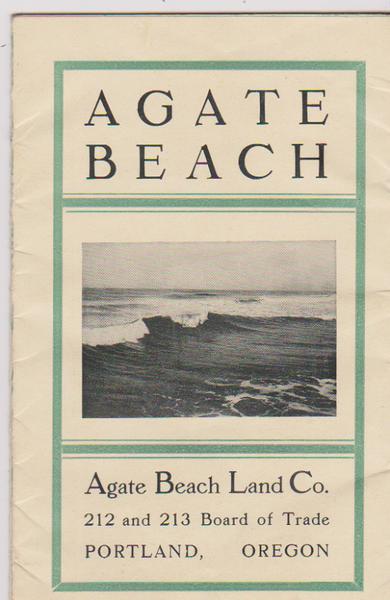 AGATE
BEACH
Agate Beach Land Co.
212 and 213 Board of Trade
PORTLAND, OREGON